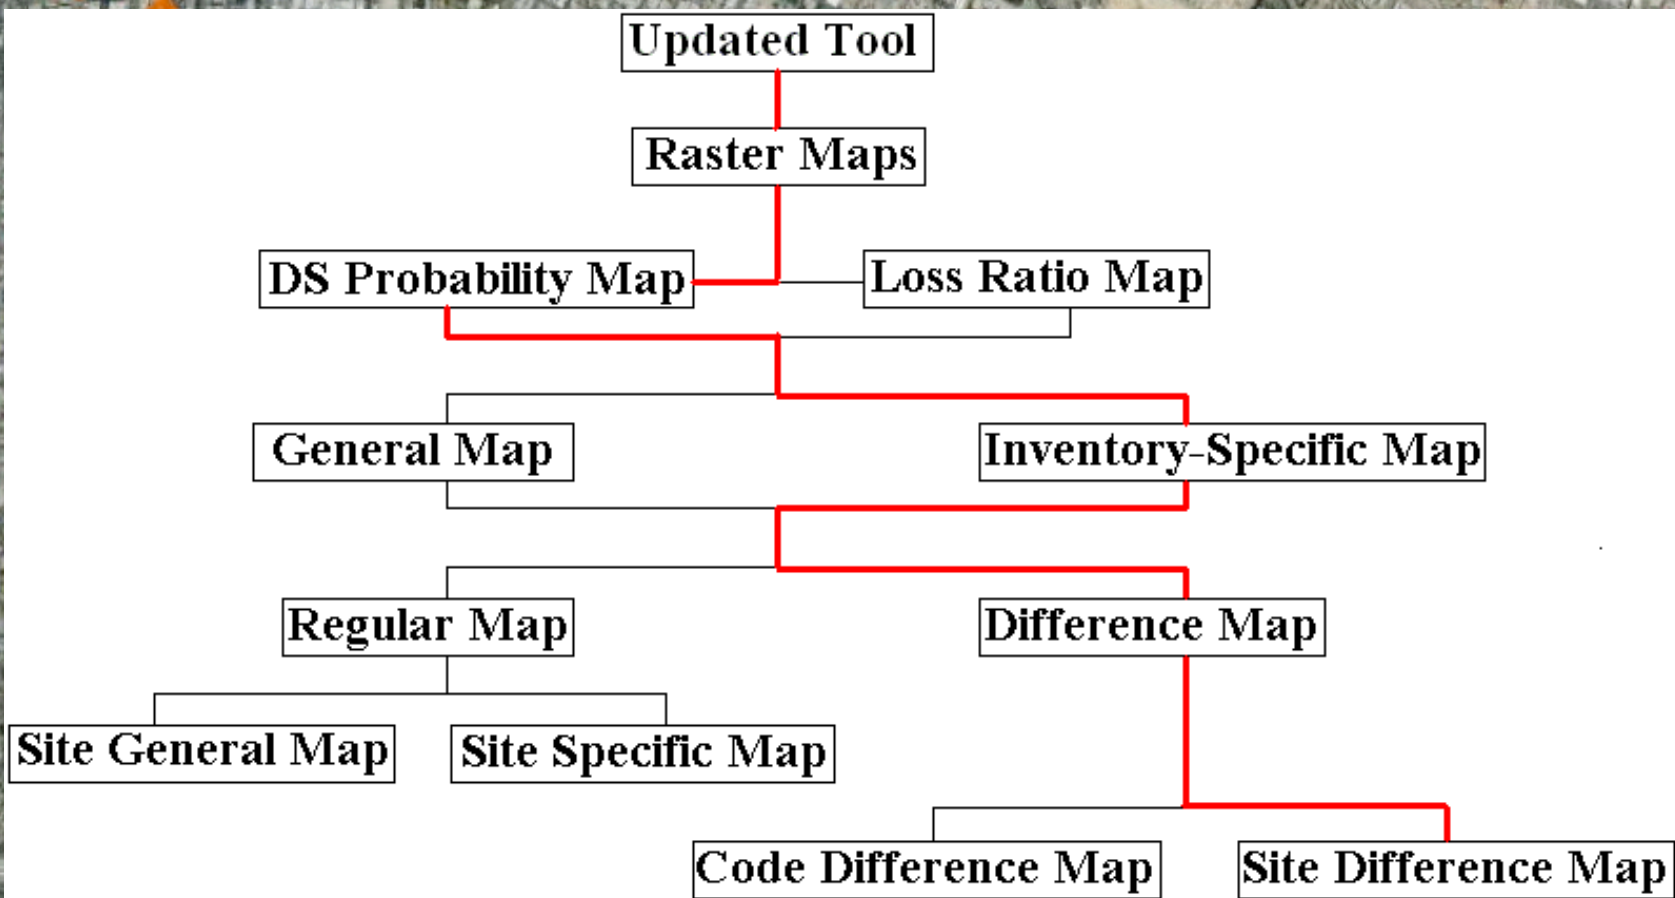 Updated Tool
Raster Maps
DS Probability Map
Loss Ratio Map
General Map
Inventory-Specific Map
Regular Map
Difference Map
Site General Map
Site Specific Map
Code Difference Map
Site Difference Map